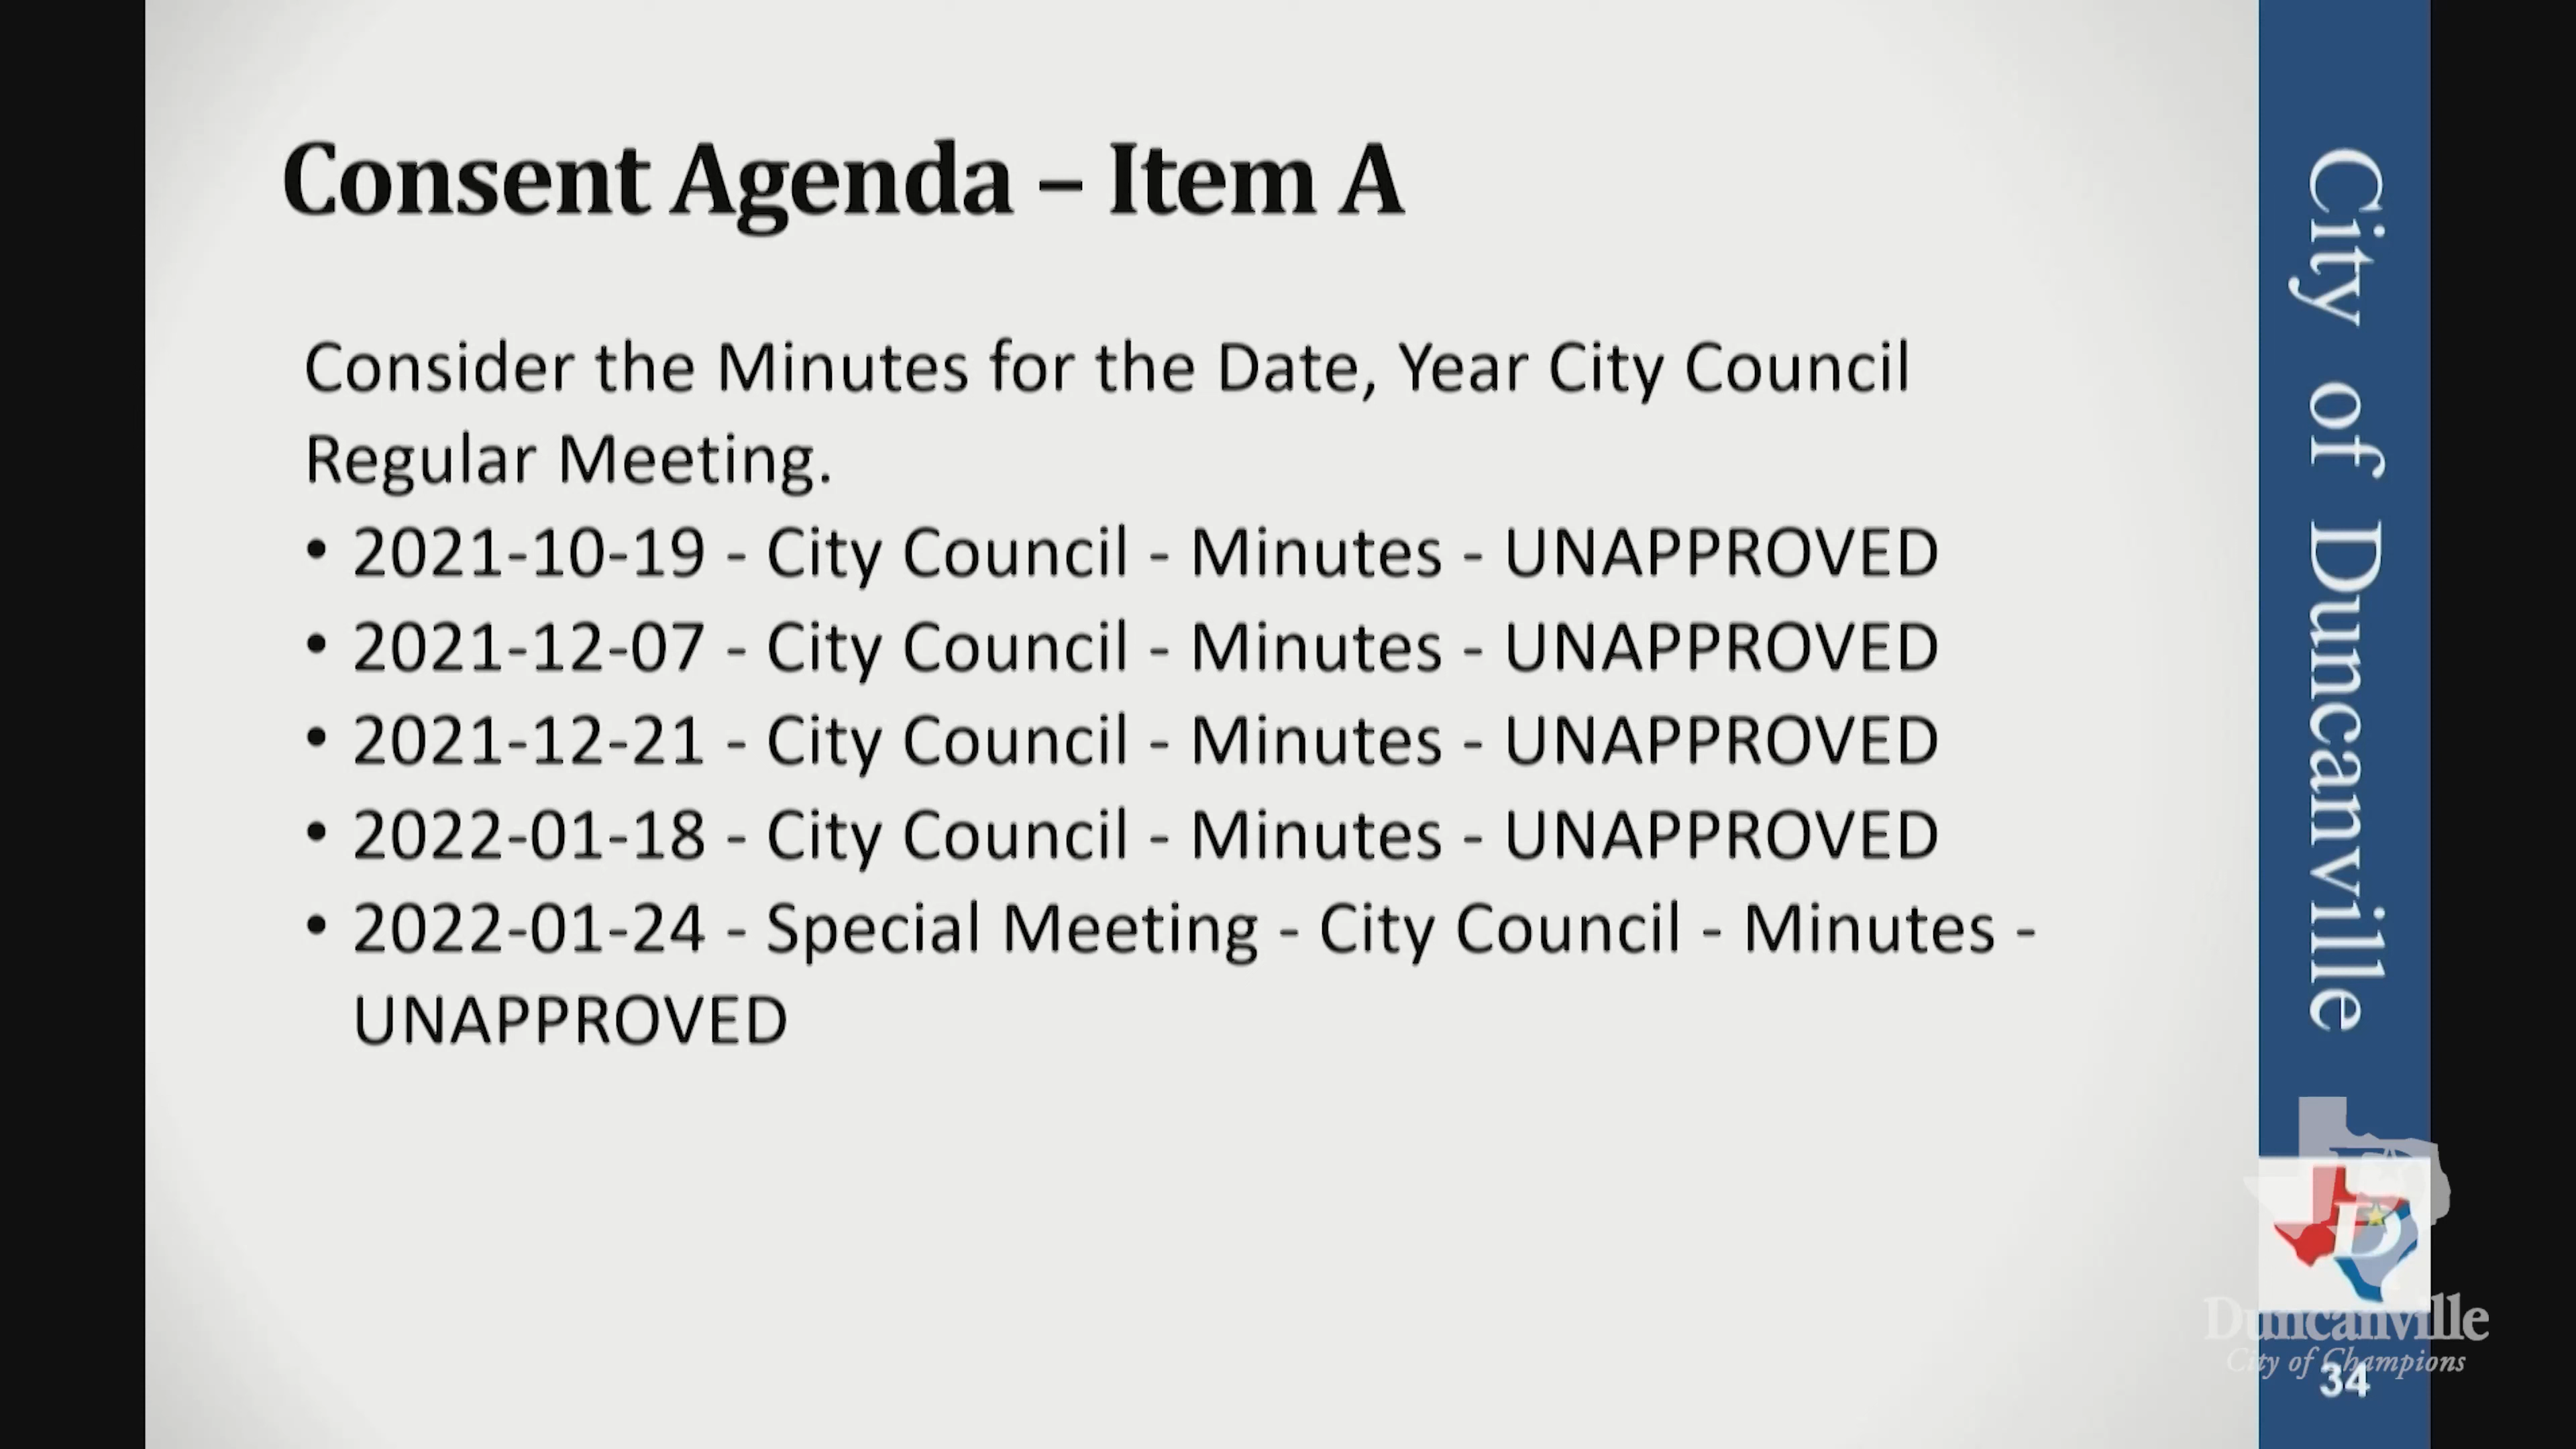 Consent Agenda – Item A
Consider the Minutes for the Date, Year City Council
Regular Meeting.
• 2021-10-19 - City Council - Minutes - UNAPPROVED
• 2021-12-07 - City Council - Minutes - UNAPPROVED
• 2021-12-21 - City Council - Minutes - UNAPPROVED
• 2022-01-18 - City Council - Minutes - UNAPPROVED
• 2022-01-24 - Special Meeting - City Council - Minutes -
UNAPPROVED
City of Duncanville
D
Duncanville
City of Champions
34